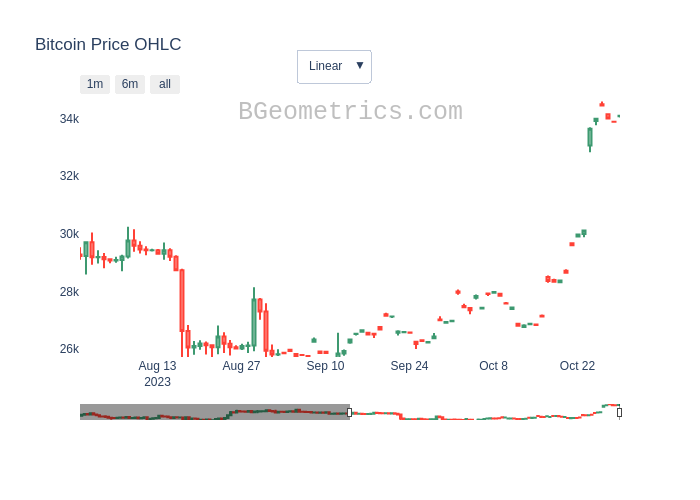 Bitcoin Price OHLC
Linear ▼
1m 6m all
BGeometrics.com
34k
32k
30k
28k
26k
Aug 13 Aug 27 Sep 10 Sep 24 Oct 8 Oct 22
2023